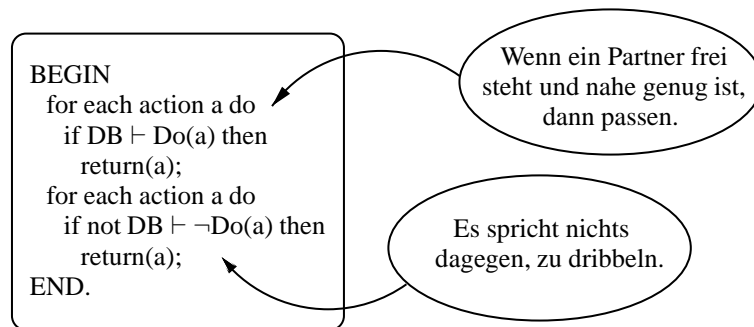 BEGIN
for each action a do
if DB ⊢ Do(a) then
return(a);
for each action a do
if not DB ⊢ ¬Do(a) then
return(a);
END.
Wenn ein Partner frei
steht und nahe genug ist,
dann passen.
Es spricht nichts
dagegen, zu dribbeln.